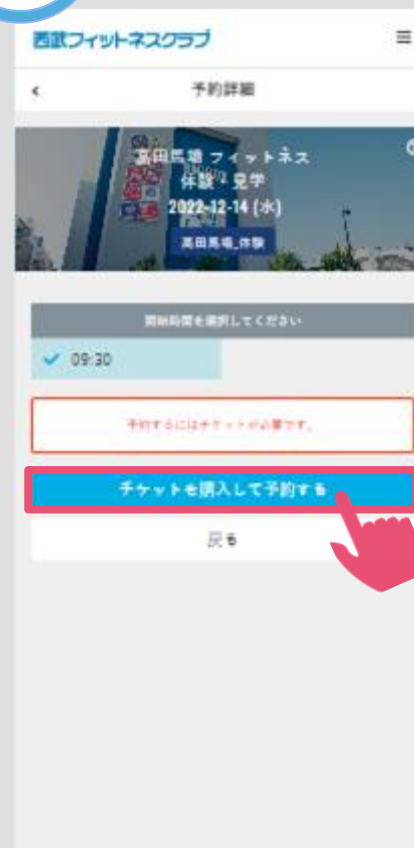 西武フィットネスクラブ
予約詳細
高田馬場 フィットネス
体験・見学
2022-12-14 (水)
高田馬場_体験
開始時間を選択してください
09:30
予約するにはチケットが必要です。
チケットを購入して予約する
戻る